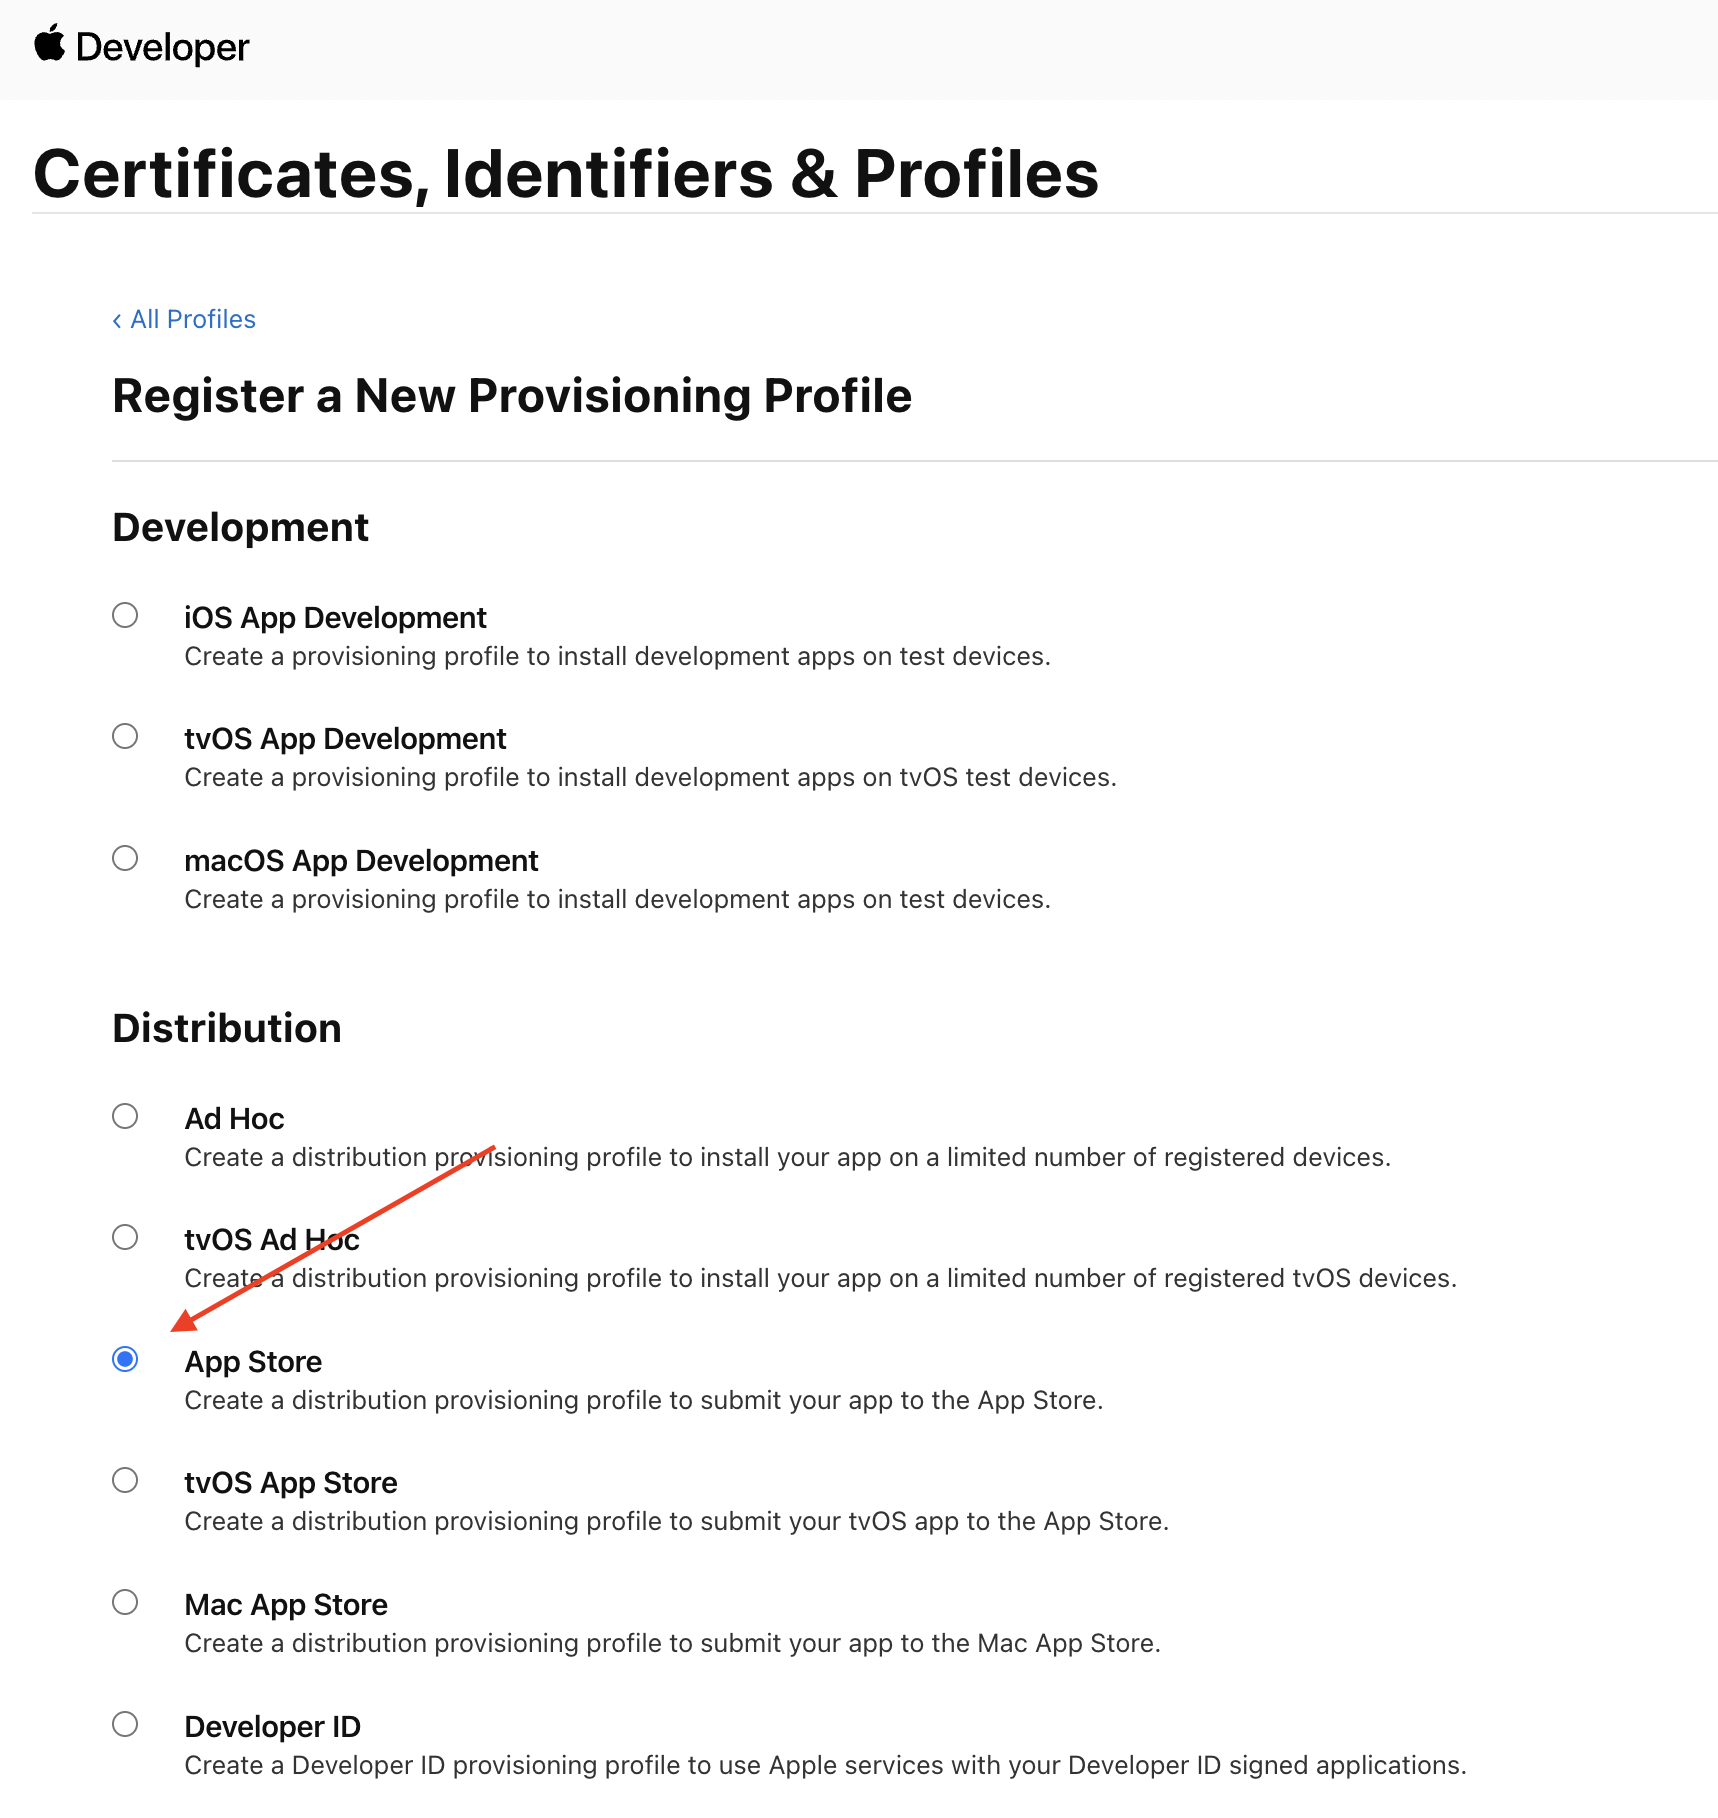 Developer
Certificates, Identifiers & Profiles
‹ All Profiles
Register a New Provisioning Profile
Development
iOS App Development
Create a provisioning profile to install development apps on test devices.
tvOS App Development
Create a provisioning profile to install development apps on tvOS test devices.
macOS App Development
Create a provisioning profile to install development apps on test devices.
Distribution
Ad Hoc
Create a distribution provisioning profile to install your app on a limited number of registered devices.
tvOS Ad Hoc
Create a distribution provisioning profile to install your app on a limited number of registered tvOS devices.
App Store
Create a distribution provisioning profile to submit your app to the App Store.
tvOS App Store
Create a distribution provisioning profile to submit your tvOS app to the App Store.
Mac App Store
Create a distribution provisioning profile to submit your app to the Mac App Store.
Developer ID
Create a Developer ID provisioning profile to use Apple services with your Developer ID signed applications.